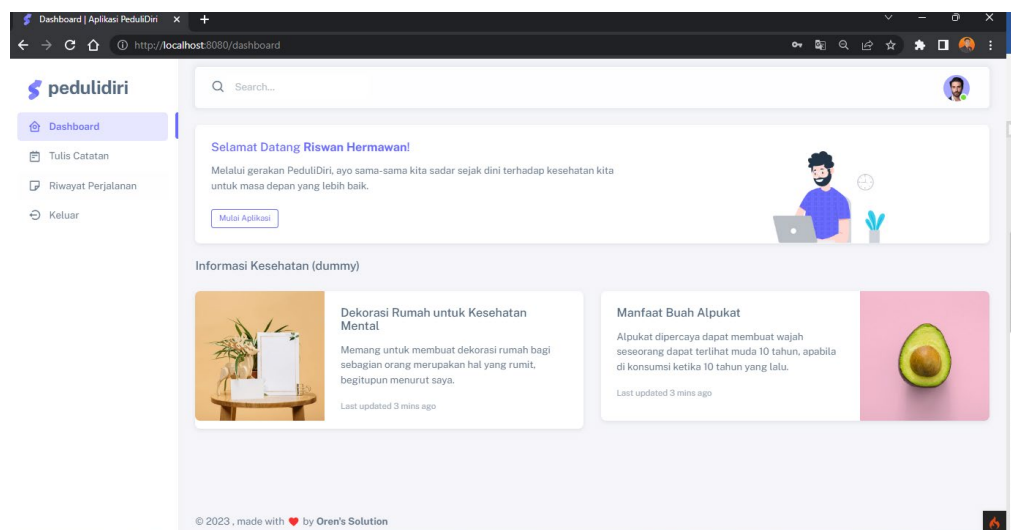 Dashboard | Aplikasi PeduliDiri
http://localhost:8080/dashboard
pedulidiri
Search...
Dashboard
Tulis Catatan
Riwayat Perjalanan
Keluar
Selamat Datang Riswan Hermawan!
Melalui gerakan PeduliDiri, ayo sama-sama kita sadar sejak dini terhadap kesehatan kita
untuk masa depan yang lebih baik.
Mulai Aplikasi
Informasi Kesehatan (dummy)
Dekorasi Rumah untuk Kesehatan
Mental
Memang untuk membuat dekorasi rumah bagi
sebagian orang merupakan hal yang rumit,
begitupun menurut saya.
Last updated 3 mins ago
Manfaat Buah Alpukat
Alpukat dipercaya dapat membuat wajah
seseorang dapat terlihat muda 10 tahun, apabila
di konsumsi ketika 10 tahun yang lalu.
Last updated 3 mins ago
© 2023 , made with ❤️ by Oren's Solution